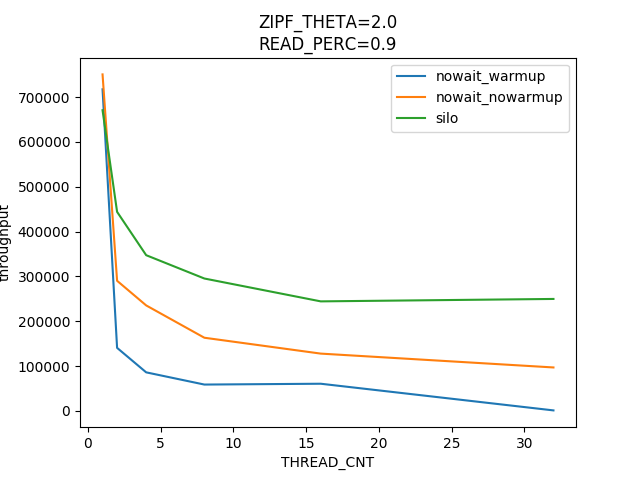 ZIPF_THETA=2.0
READ_PERC=0.9
nowait_warmup
nowait_nowarmup
silo
throughput
700000
600000
500000
400000
300000
200000
100000
0
0 5 10 15 20 25 30
THREAD_CNT